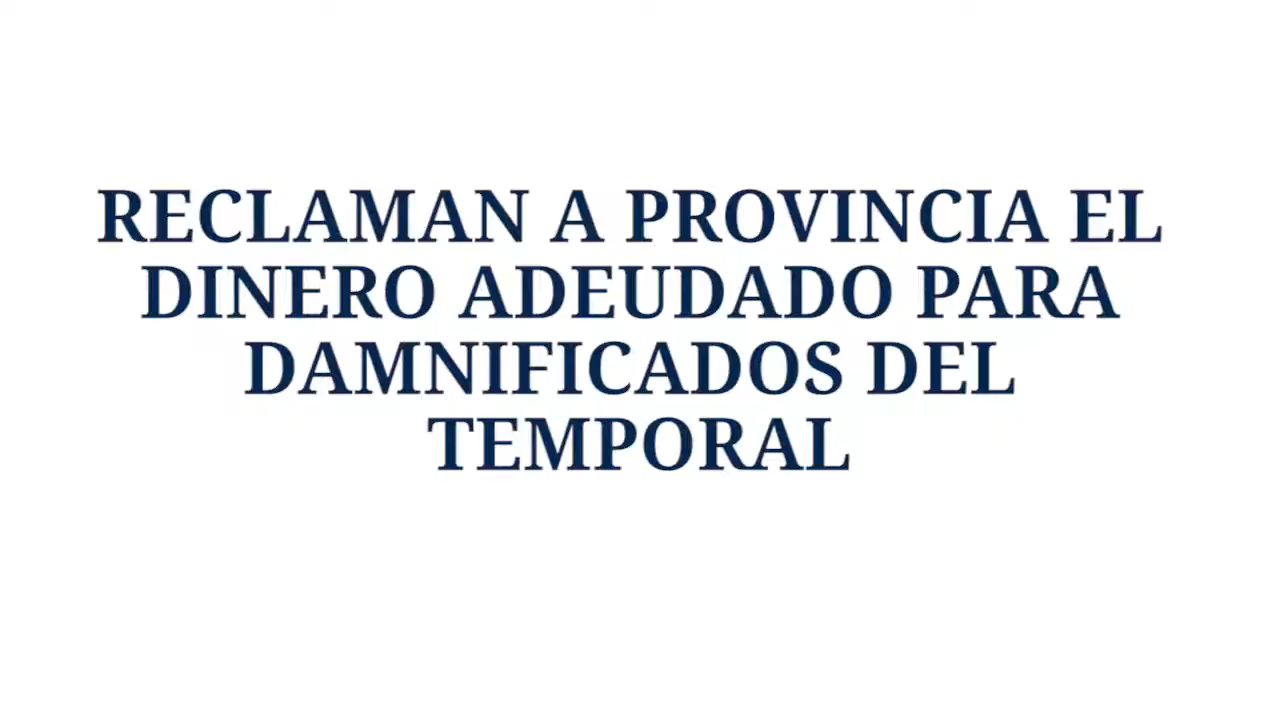 RECLAMAN A PROVINCIA EL
DINERO ADEUDADO PARA
DAMNIFICADOS DEL
TEMPORAL